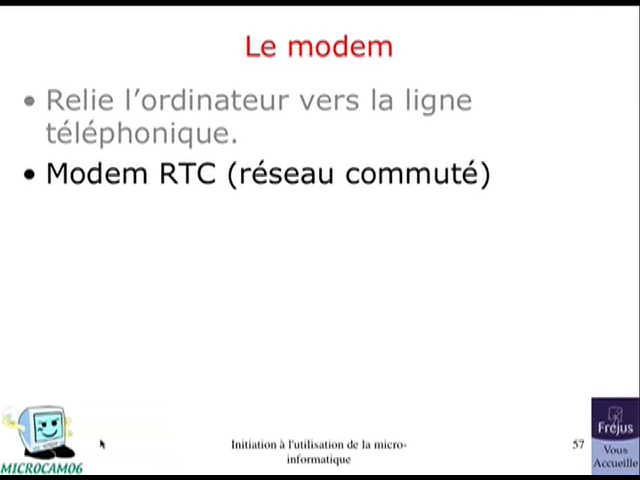 Le modem
• Relie l'ordinateur vers la ligne
téléphonique.
• Modem RTC (réseau commuté)
MICROCAM06
Initiation à l'utilisation de la micro-
informatique
57
Fréjus
Vous
Accueille